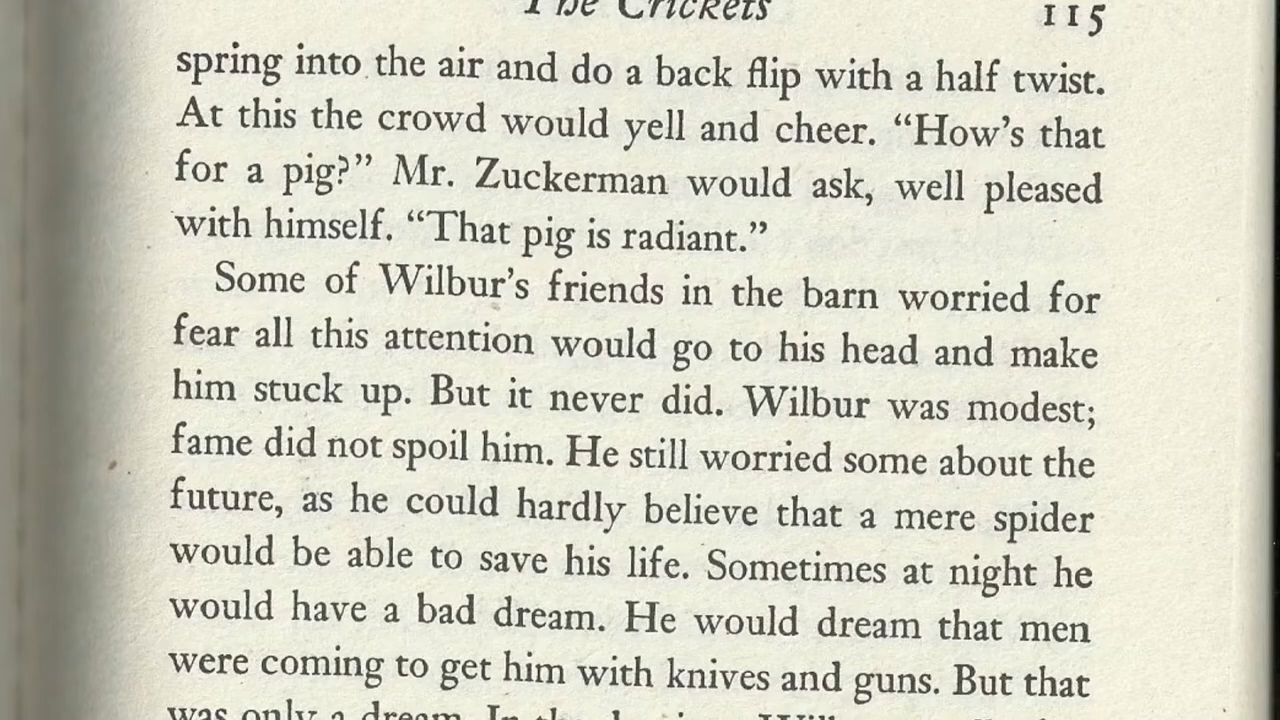 The Crickets 115
spring into the air and do a back flip with a half twist.
At this the crowd would yell and cheer. “How’s that
for a pig?” Mr. Zuckerman would ask, well pleased
with himself. “That pig is radiant.”
Some of Wilbur’s friends in the barn worried for
fear all this attention would go to his head and make
him stuck up. But it never did. Wilbur was modest;
fame did not spoil him. He still worried some about the
future, as he could hardly believe that a mere spider
would be able to save his life. Sometimes at night he
would have a bad dream. He would dream that men
were coming to get him with knives and guns. But that
was only a dream. In the